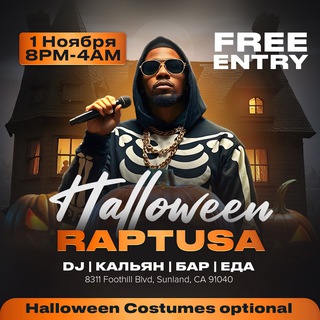 1 Ноября
8PM-4AM
FREE
ENTRY
Halloween
RAPTUSA
DJ | КАЛЬЯН | БАР | ЕДА
8311 Foothill Blvd, Sunland, CA 91040
Halloween Costumes optional